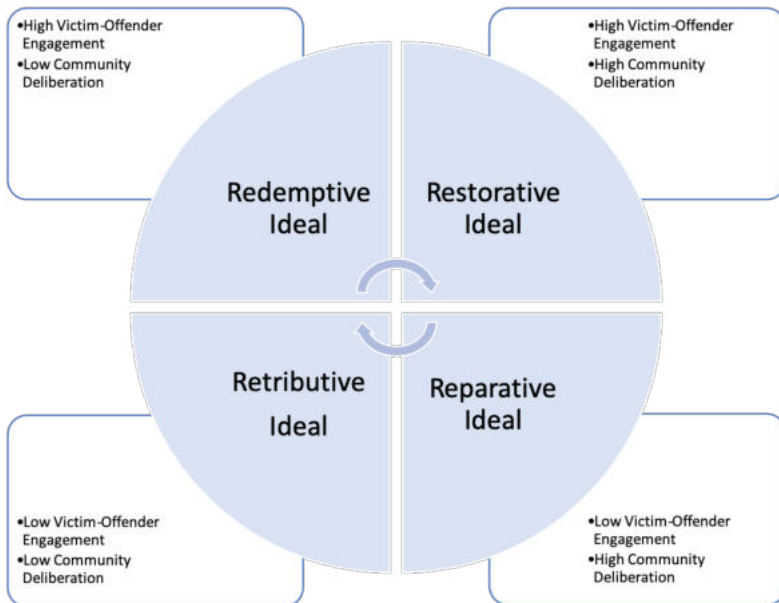 •High Victim-Offender
Engagement
•Low Community
Deliberation
•High Victim-Offender
Engagement
•High Community
Deliberation
Redemptive
Ideal
Restorative
Ideal
Retributive
Ideal
Reparative
Ideal
•Low Victim-Offender
Engagement
•Low Community
Deliberation
•Low Victim-Offender
Engagement
•High Community
Deliberation